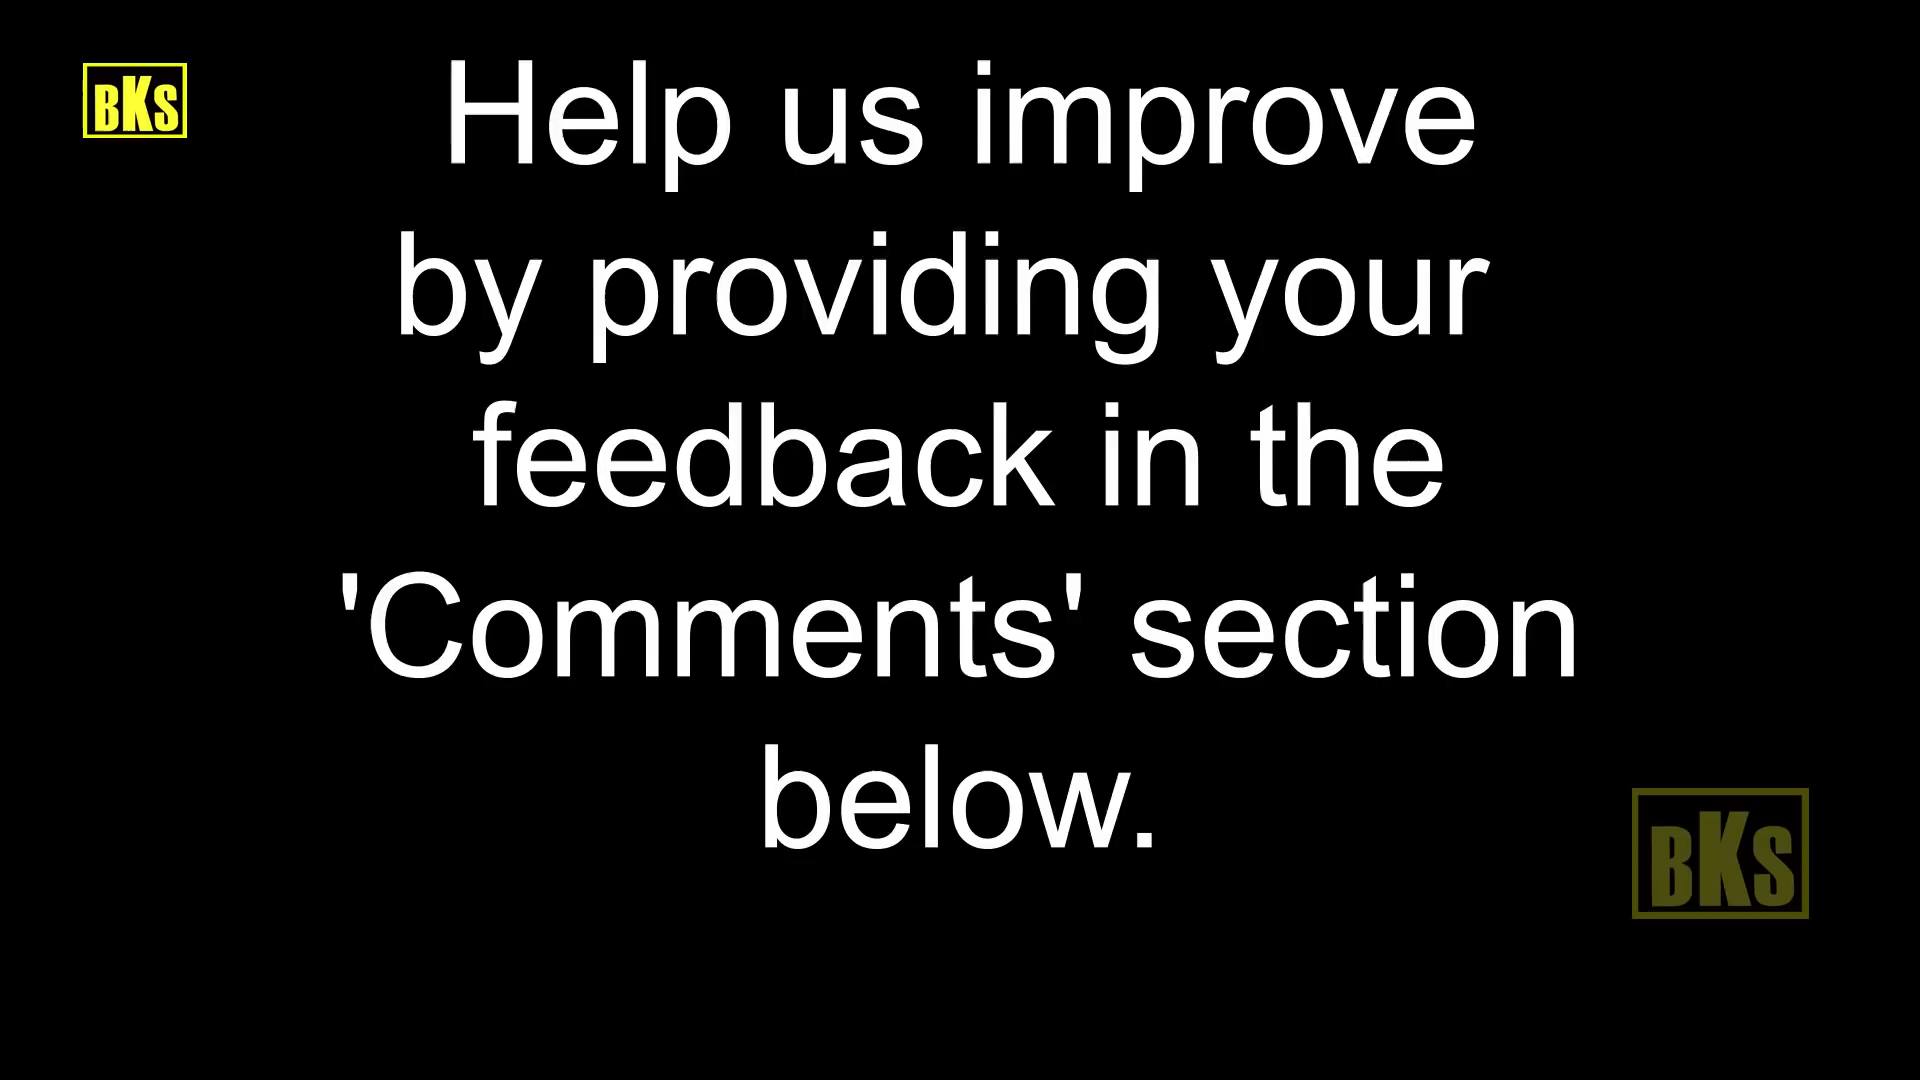 BKS
Help us improve
by providing your
feedback in the
'Comments' section
below.
BKS